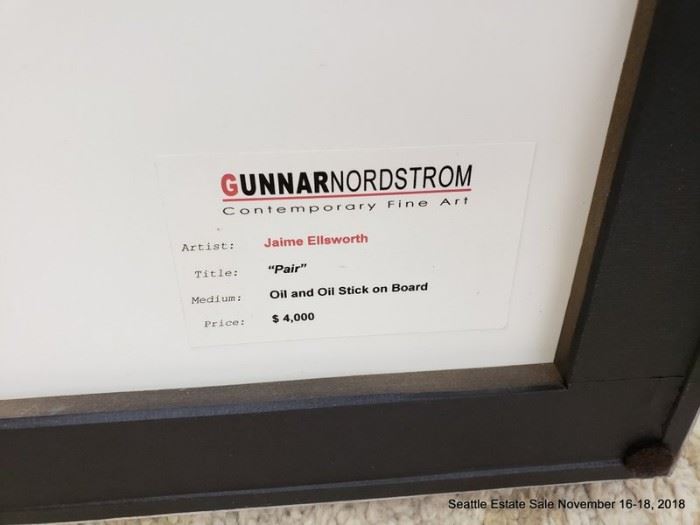 GUNNARNORDSTROM
Contemporary Fine Art
Artist: Jaime Ellsworth
Title: "Pair"
Medium: Oil and Oil Stick on Board
Price: $ 4,000
Seattle Estate Sale November 16-18, 2018